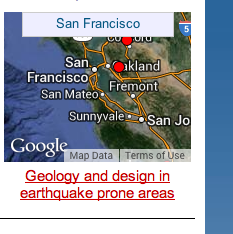 San Francisco
5
San
Francisco
Oakland
San Mateo
Fremont
Sunnyvale
San Jo
Google
Map Data
Terms of Use
Geology and design in
earthquake prone areas